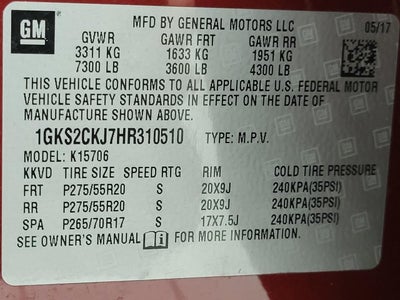 GM
MFD BY GENERAL MOTORS LLC
05/17
GVWR GAWR FRT GAWR RR
3311 KG 1633 KG 1951 KG
7300 LB 3600 LB 4300 LB
THIS VEHICLE CONFORMS TO ALL APPLICABLE U.S. FEDERAL MOTOR
VEHICLE SAFETY STANDARDS IN EFFECT ON THE DATE OF
MANUFACTURE SHOWN ABOVE.
1GKS2CKJ7HR310510 TYPE: M.P.V.
MODEL: K15706
KKVD TIRE SIZE SPEED RTG RIM COLD TIRE PRESSURE
FRT P275/55R20 S 20X9J 240KPA(35PSI)
RR P275/55R20 S 20X9J 240KPA(35PSI)
SPA P265/70R17 S 17X7.5J 240KPA(35PSI)
SEE OWNER'S MANUAL FOR MORE INFORMATION.